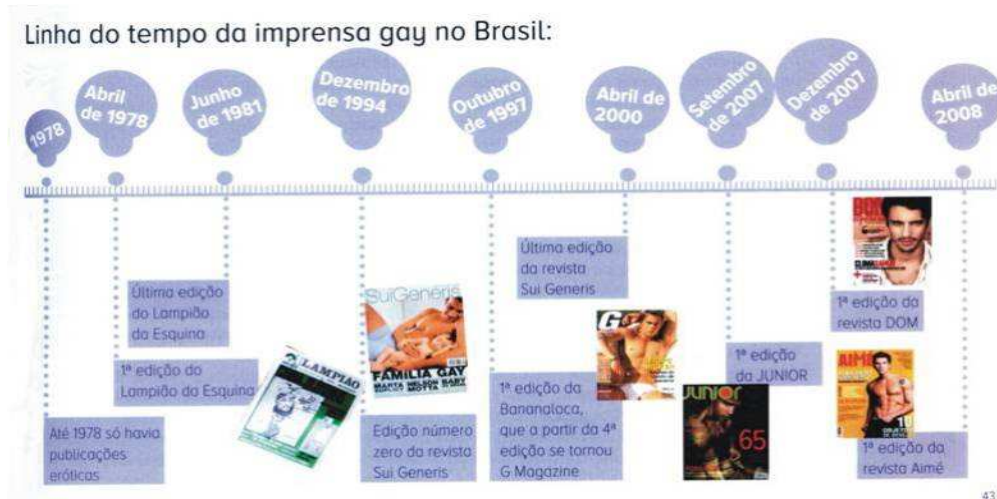 Linha do tempo da imprensa gay no Brasil:
1978
Abril
de 1978
Junho
de 1981
Dezembro
de 1994
Outubro
de 1997
Abril de
2000
Setembro
de 2007
Dezembro
de 2007
Abril de
2008
Até 1978 só havia
publicações
eróticas
1ª edição do
Lampião da Esquina
Última edição
do Lampião
da Esquina
LAMPIÃO
SuiGeneris
FAMILIA GAY
Edição número
zero da revista
Sui Generis
1ª edição da
Bananaloca,
que a partir da 4ª
edição se tornou
G Magazine
Última edição
da revista
Sui Generis
G
1ª edição
da JUNIOR
JUNIOR
65
1ª edição da
revista DOM
AIMÉ
1ª edição da
revista Aimé
43